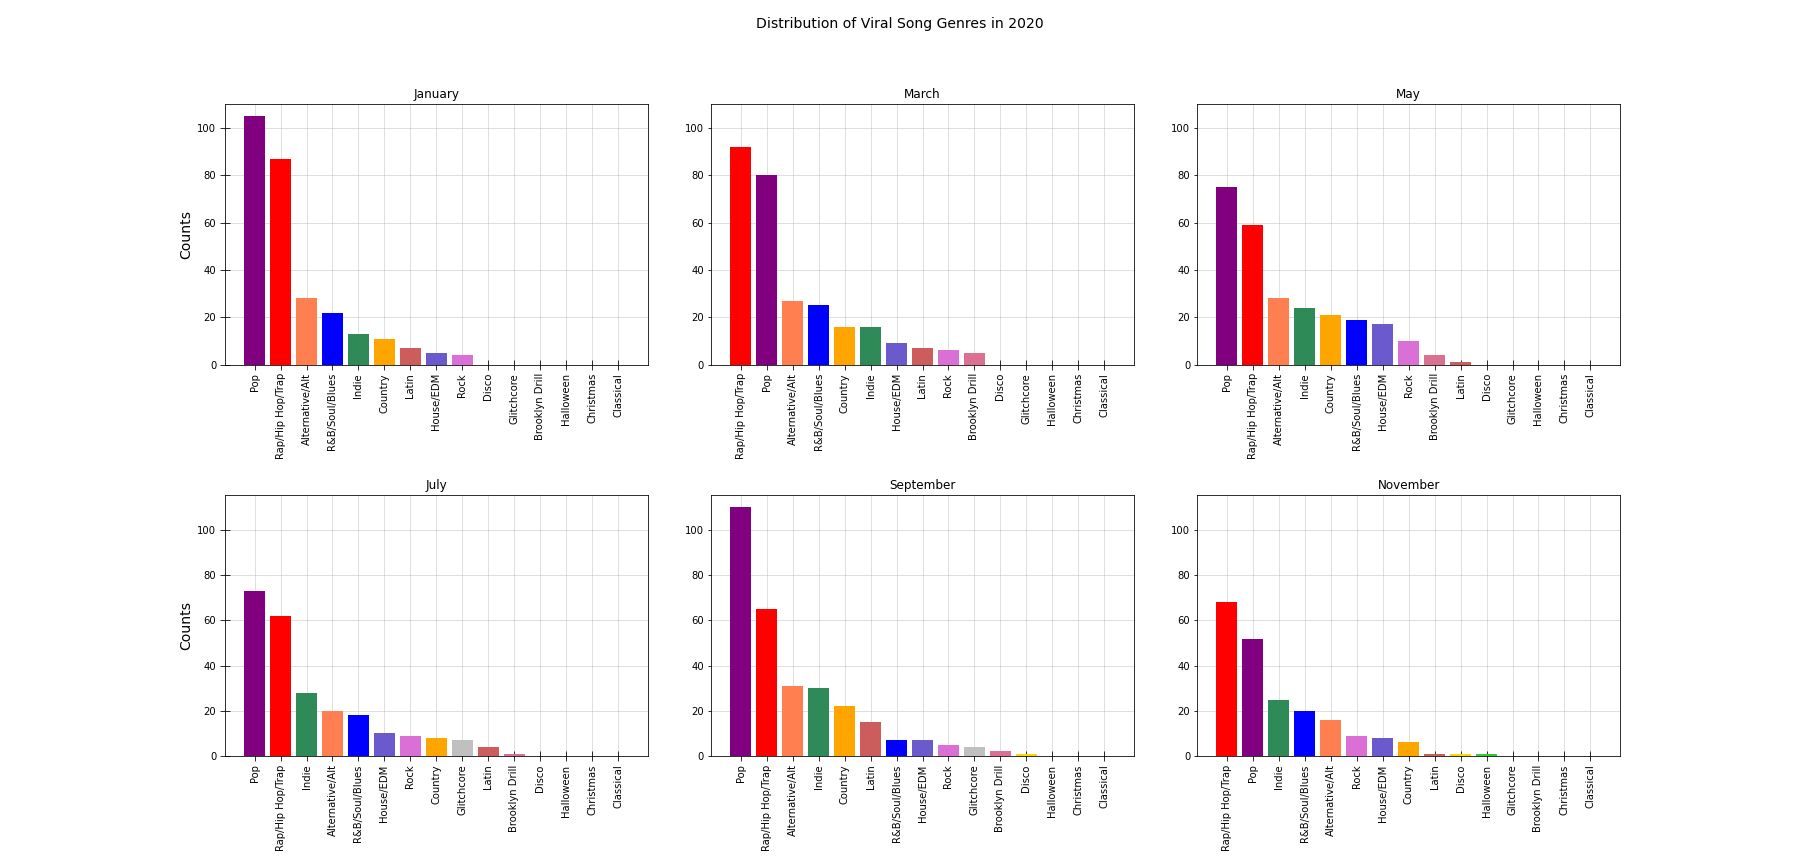 Distribution of Viral Song Genres in 2020
January
Counts
100
80
60
40
20
0
Pop
Rap/Hip Hop/Trap
Alternative/Alt
R&B/Soul/Blues
Indie
Country
Latin
House/EDM
Rock
Disco
Glitchcore
Brooklyn Drill
Halloween
Christmas
Classical
March
100
80
60
40
20
0
Rap/Hip Hop/Trap
Pop
Alternative/Alt
R&B/Soul/Blues
Country
Indie
House/EDM
Latin
Rock
Brooklyn Drill
Disco
Glitchcore
Halloween
Christmas
Classical
May
100
80
60
40
20
0
Pop
Rap/Hip Hop/Trap
Alternative/Alt
Indie
Country
R&B/Soul/Blues
House/EDM
Rock
Brooklyn Drill
Latin
Disco
Glitchcore
Halloween
Christmas
Classical
July
Counts
100
80
60
40
20
0
Pop
Rap/Hip Hop/Trap
Indie
Alternative/Alt
R&B/Soul/Blues
House/EDM
Rock
Country
Glitchcore
Latin
Brooklyn Drill
Disco
Halloween
Christmas
Classical
September
100
80
60
40
20
0
Pop
Rap/Hip Hop/Trap
Alternative/Alt
Indie
Country
Latin
R&B/Soul/Blues
House/EDM
Rock
Glitchcore
Brooklyn Drill
Disco
Halloween
Christmas
Classical
November
100
80
60
40
20
0
Rap/Hip Hop/Trap
Pop
Indie
R&B/Soul/Blues
Alternative/Alt
Rock
House/EDM
Country
Latin
Disco
Halloween
Glitchcore
Brooklyn Drill
Christmas
Classical